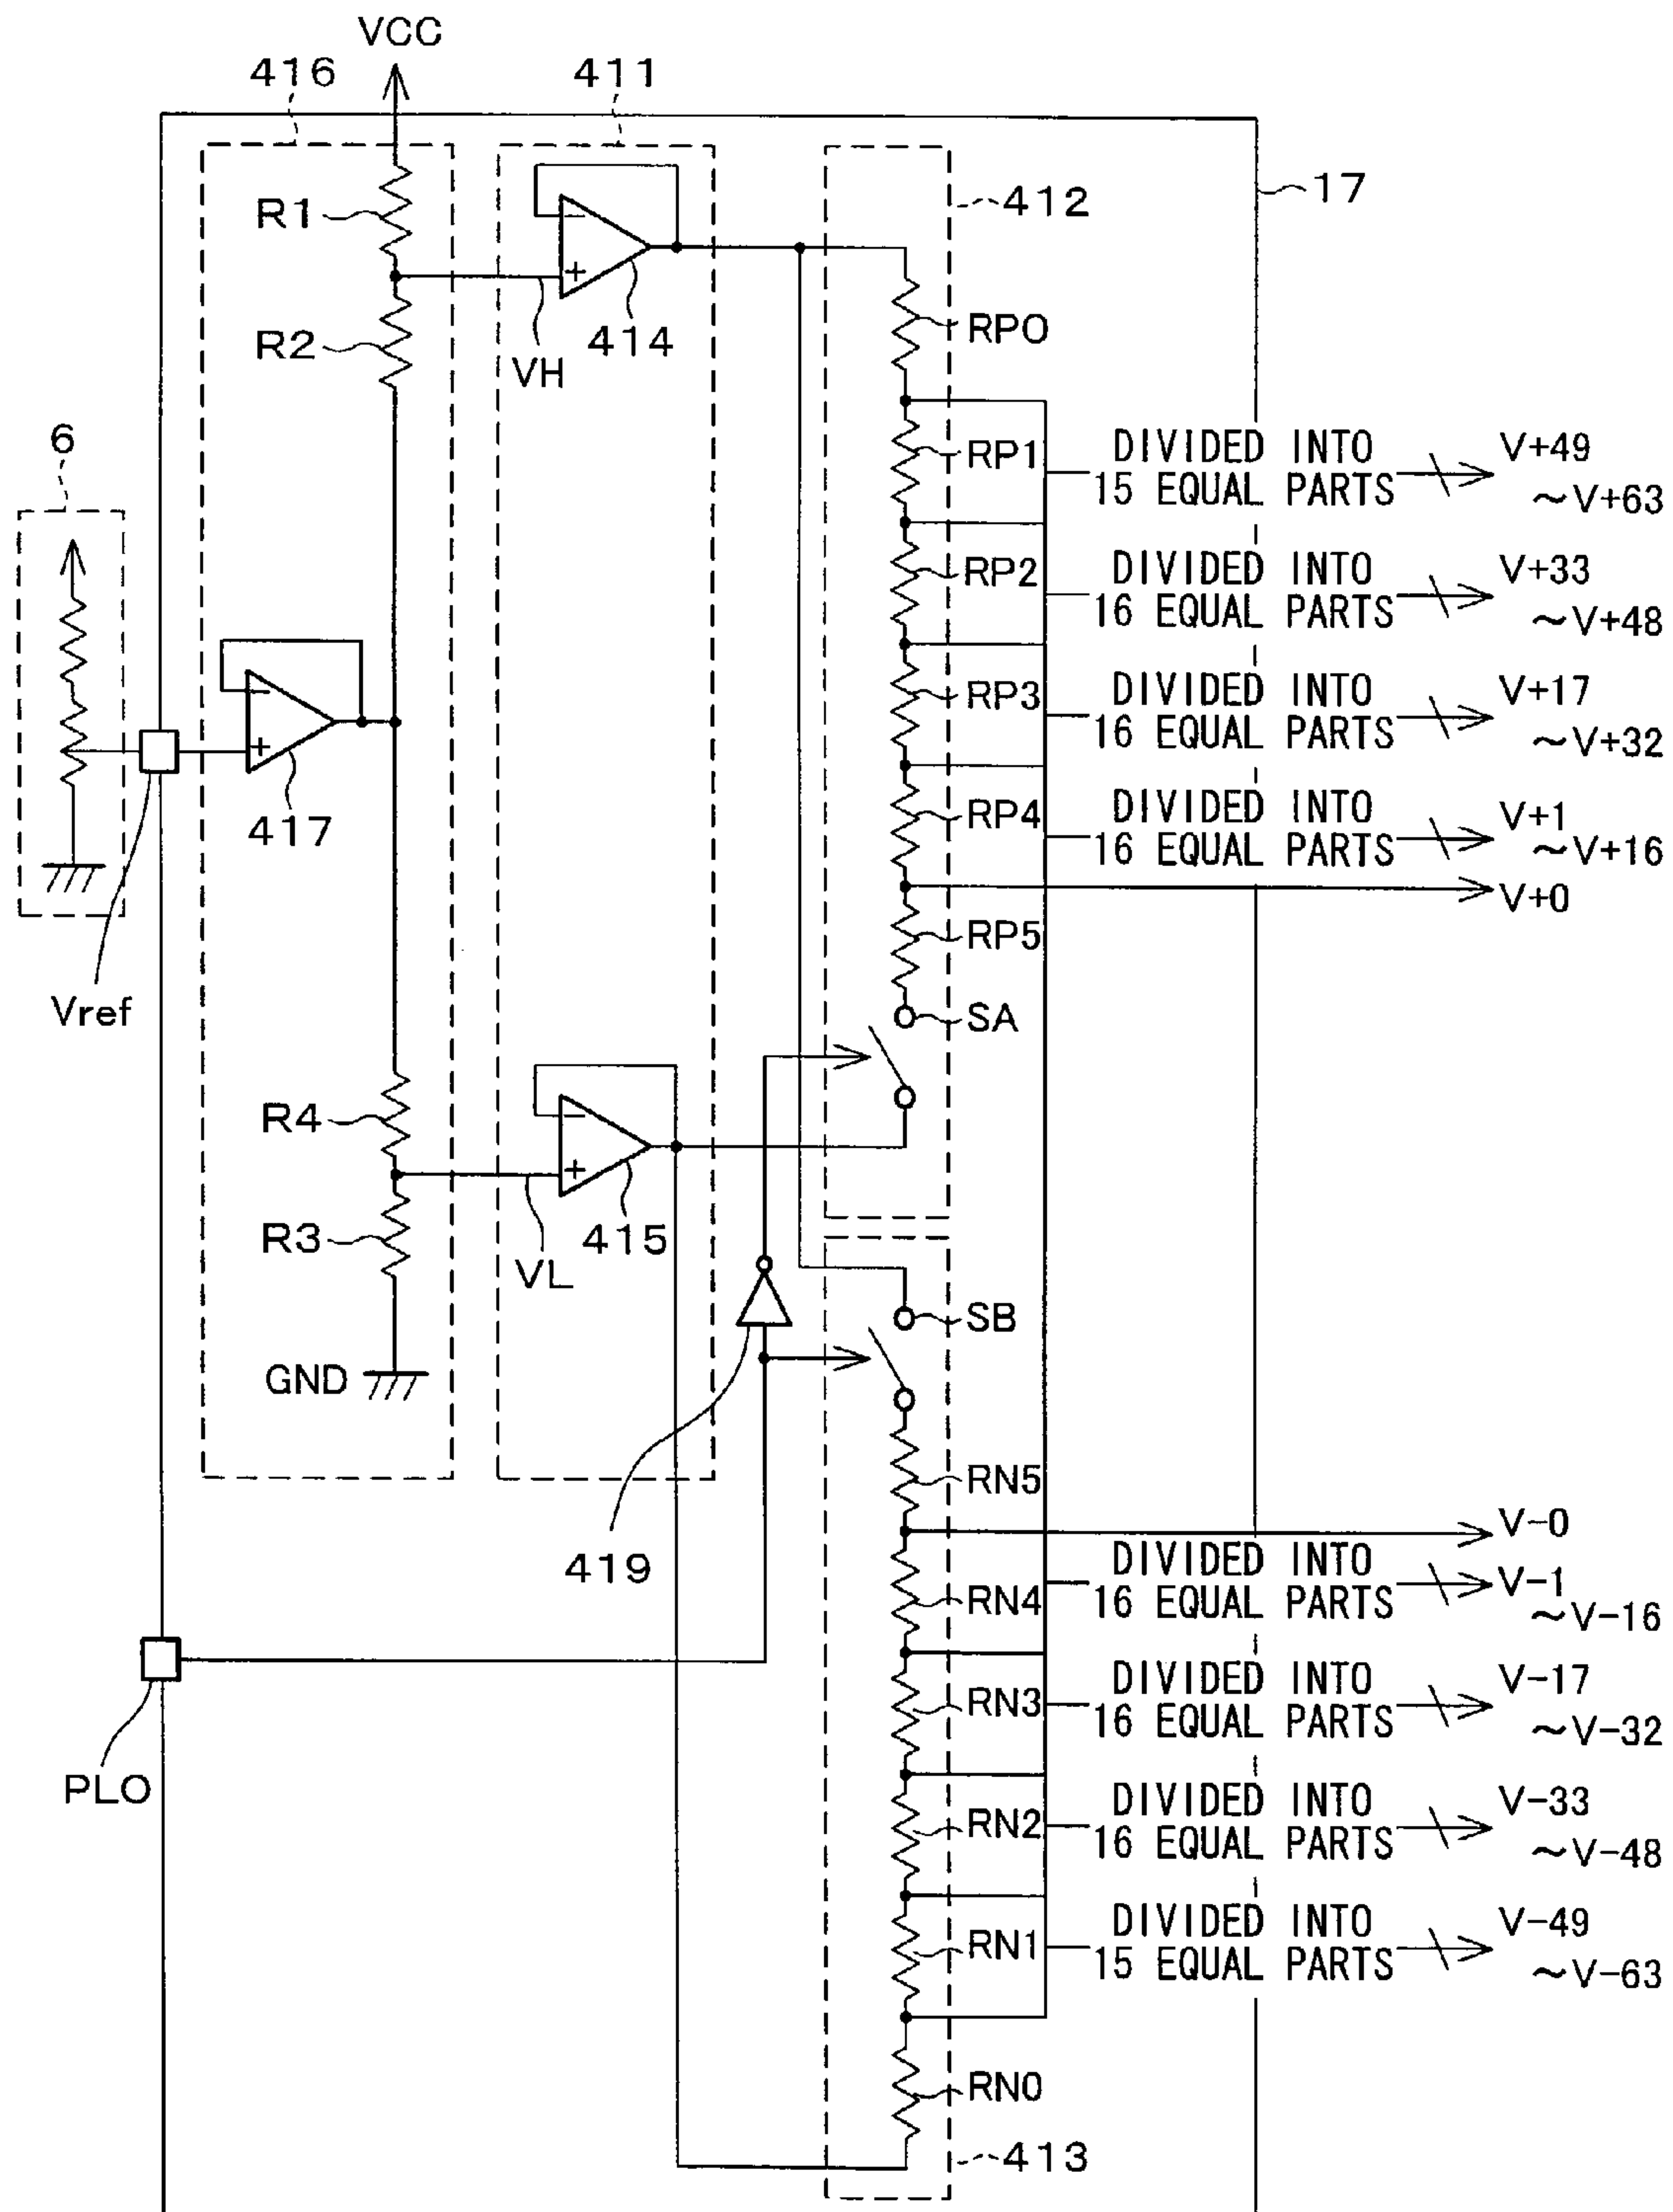 VCC
416
411
17
412
R1
R2
VH
414
RP0
6
RP1
DIVIDED INTO
15 EQUAL PARTS
V+49
~V+63
RP2
DIVIDED INTO
16 EQUAL PARTS
V+33
~V+48
RP3
DIVIDED INTO
16 EQUAL PARTS
V+17
~V+32
417
RP4
DIVIDED INTO
16 EQUAL PARTS
V+1
~V+16
V+0
RP5
Vref
SA
R4
R3
415
VL
SB
GND
RN5
419
V-0
RN4
DIVIDED INTO
16 EQUAL PARTS
V-1
~V-16
RN3
DIVIDED INTO
16 EQUAL PARTS
V-17
~V-32
PLO
RN2
DIVIDED INTO
16 EQUAL PARTS
V-33
~V-48
RN1
DIVIDED INTO
15 EQUAL PARTS
V-49
~V-63
RN0
413